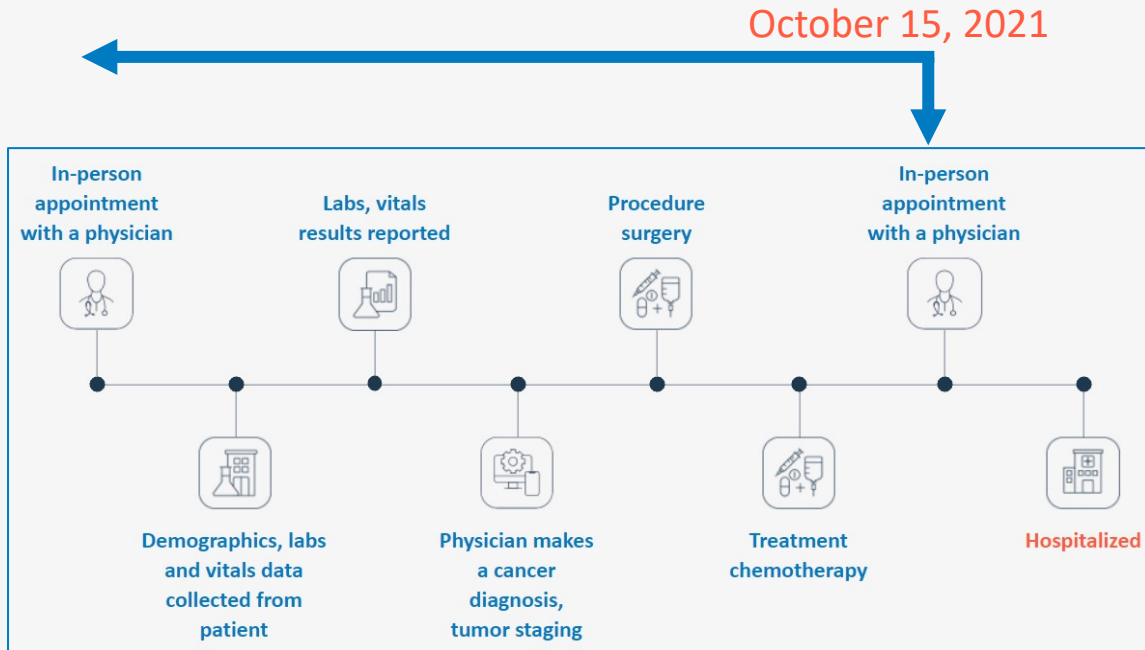 October 15, 2021
In-person
appointment
with a physician
Labs, vitals
results reported
Procedure
surgery
In-person
appointment
with a physician
Demographics, labs
and vitals data
collected from
patient
Physician makes
a cancer
diagnosis,
tumor staging
Treatment
chemotherapy
Hospitalized